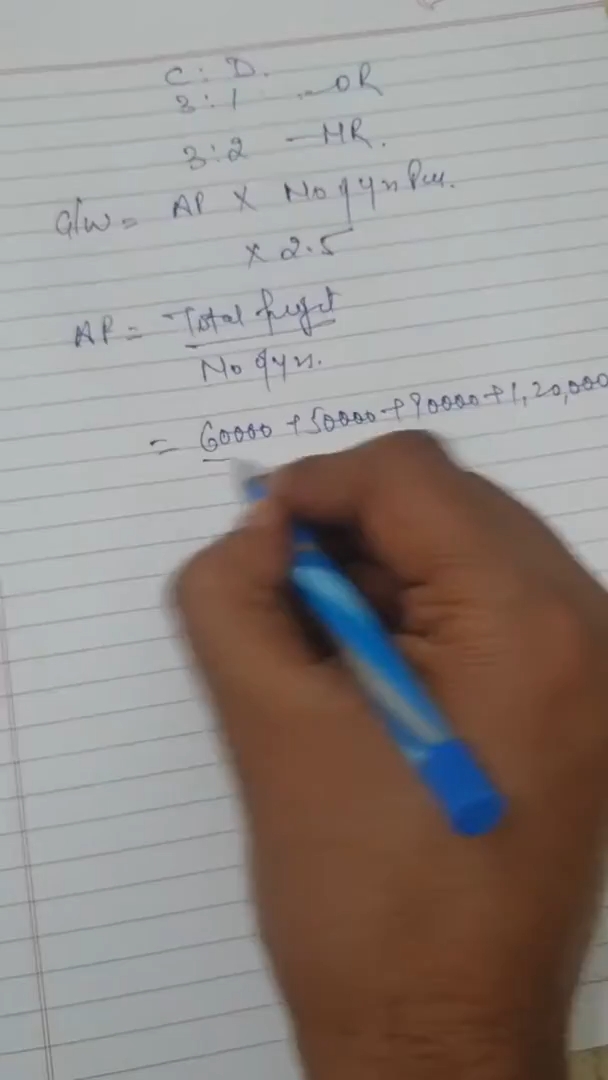 C : D.
3 : 1 - OR
3 : 2 - NR.
G/w = AP X No of yrs Pur.
x 2.5
AP = Total profit
No of yrs.
= 60000 + 50000 + 90000 + 1,20,000